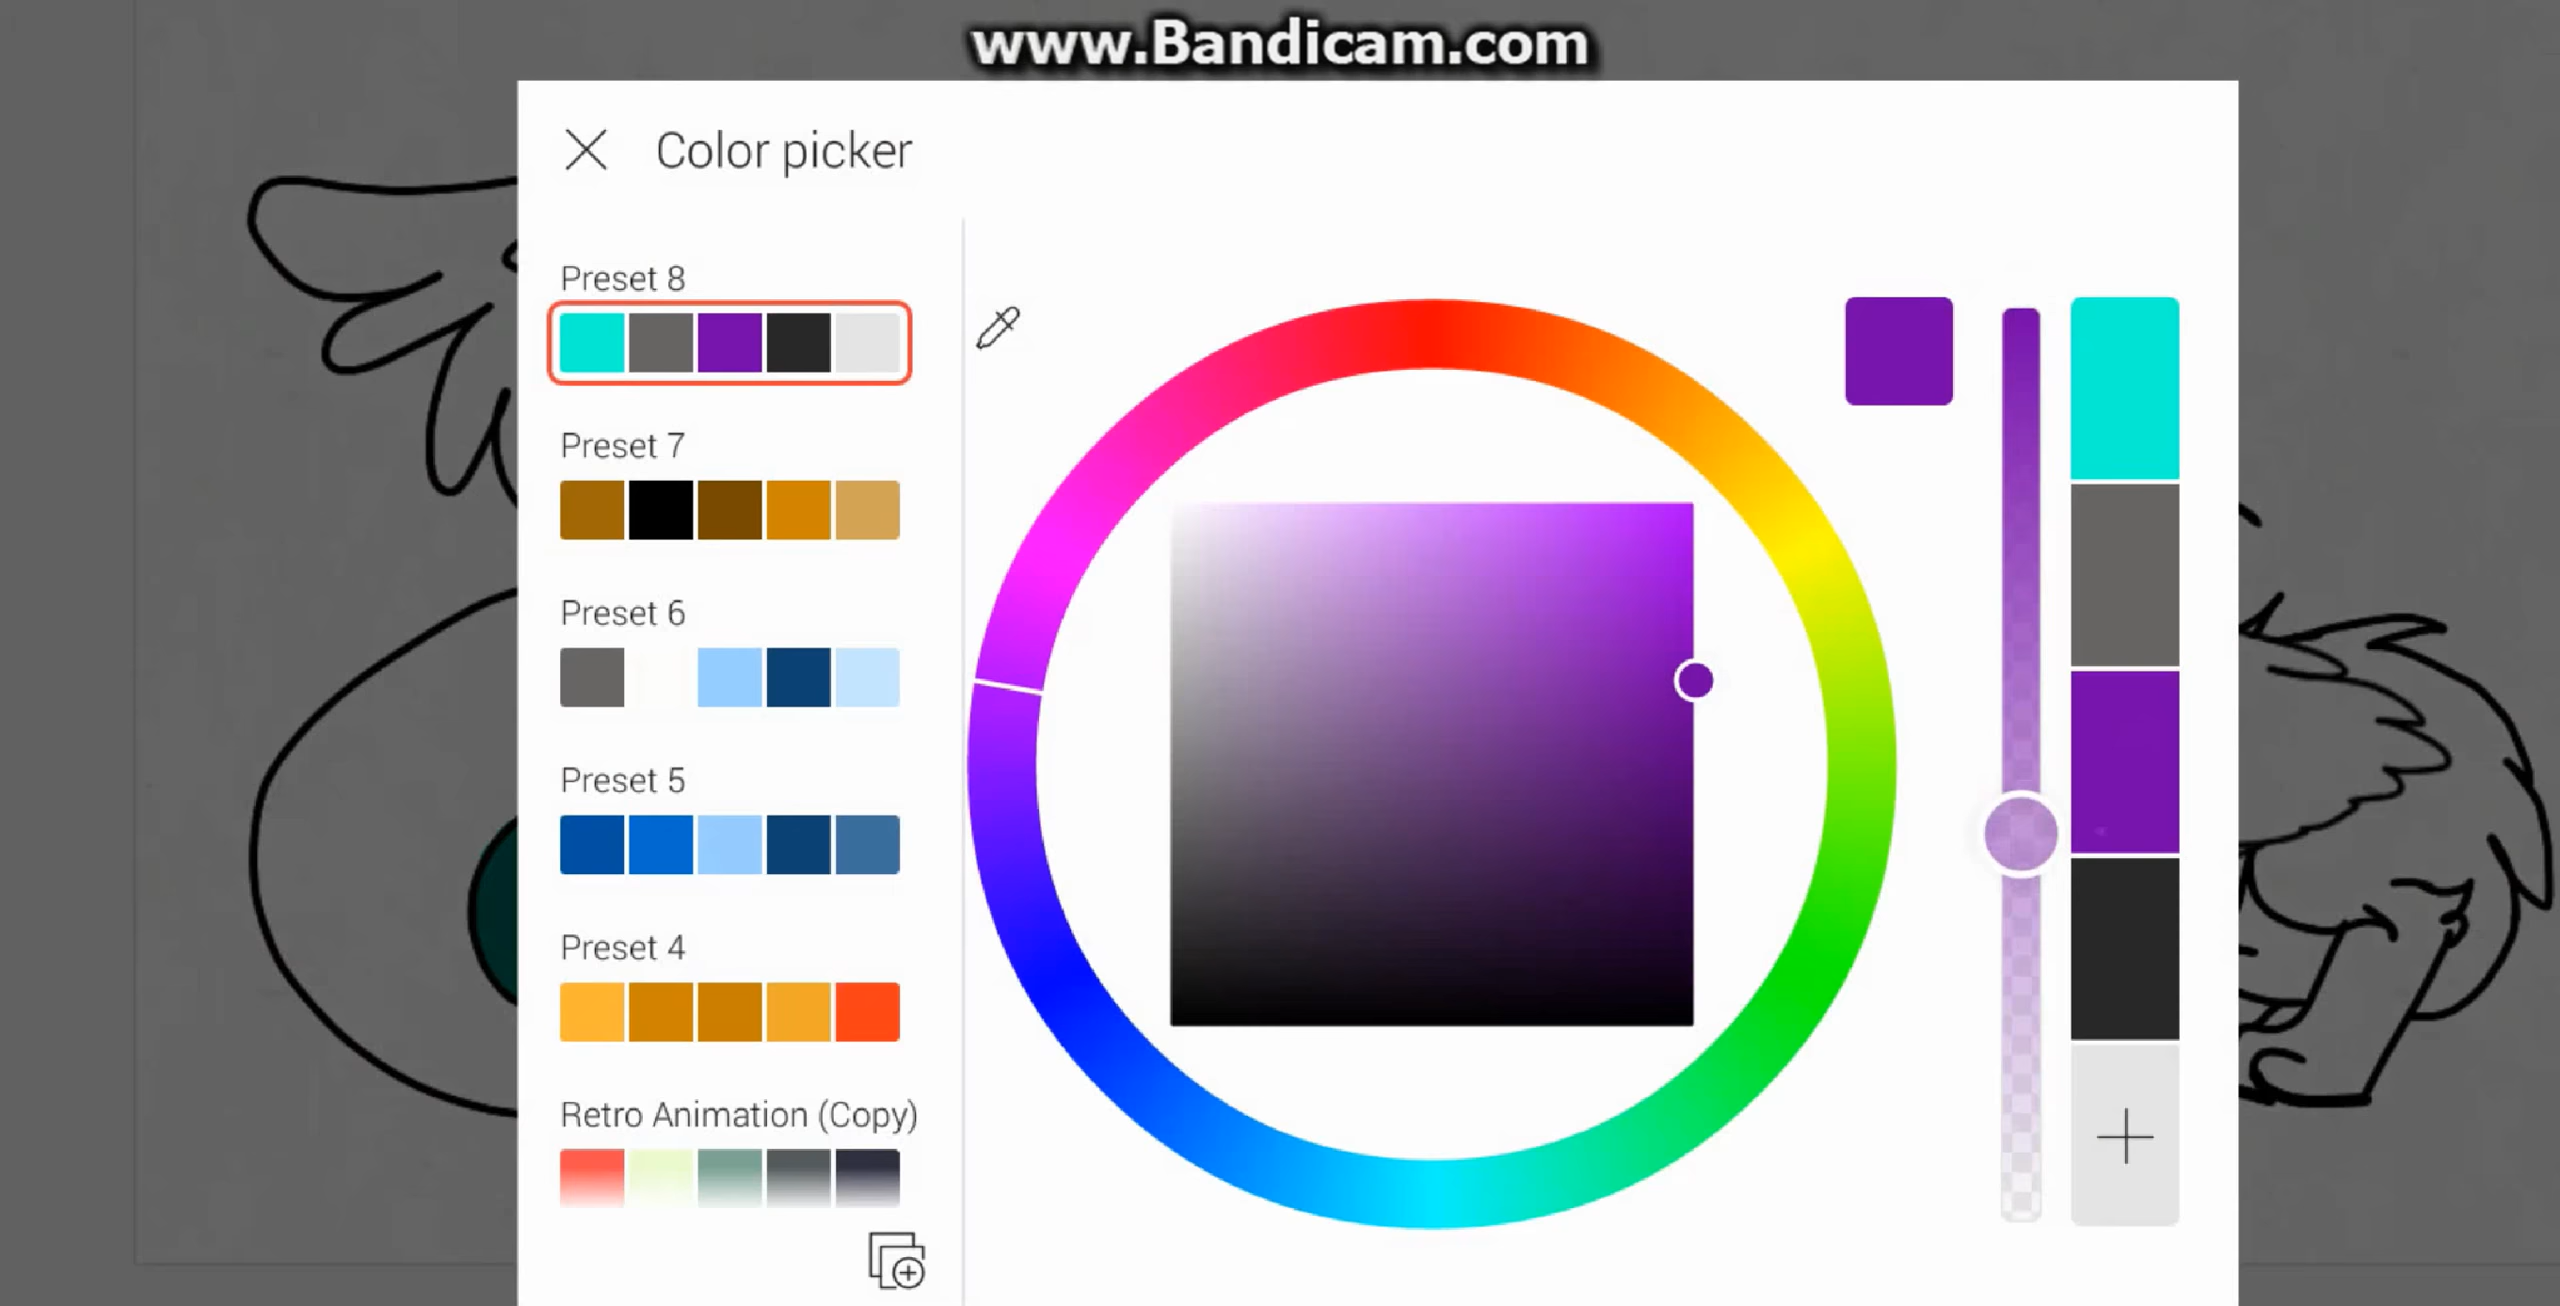 www.Bandicam.com
Color picker
Preset 8
Preset 7
Preset 6
Preset 5
Preset 4
Retro Animation (Copy)